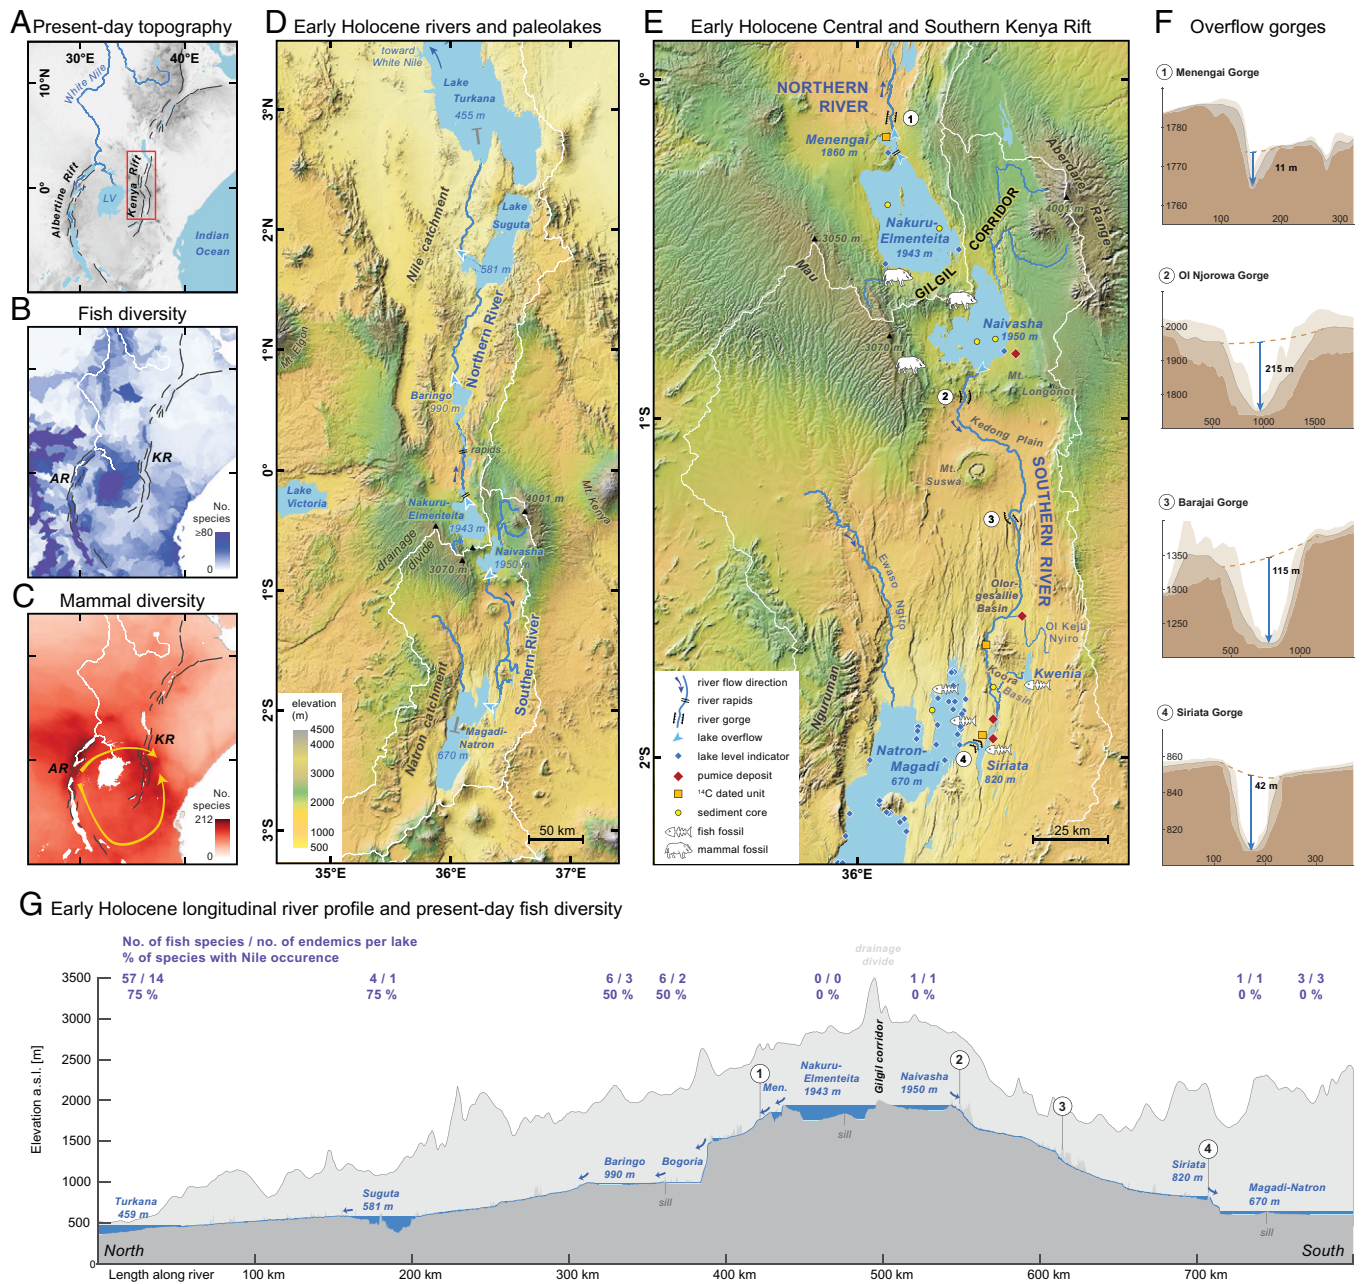 A Present-day topography
30°E
40°E
10°N
0°
White Nile
Albertine Rift
LV
Kenya Rift
Indian
Ocean
B
Fish diversity
AR
KR
No.
species
≥80
0
C
Mammal diversity
AR
KR
No.
species
212
0
D Early Holocene rivers and paleolakes
toward
White Nile
Lake
Turkana
455 m
3°N
Lake
Suguta
2°N
Nile catchment
581 m
Northern River
Mt. Elgon
1°N
Baringo
990 m
rapids
0°
Lake
Victoria
Nakuru-
Elmenteita
1943 m
4001 m
Mt. Kenya
drainage
divide
3070 m
Naivasha
1950 m
1°S
Southern River
Natron catchment
2°S
Magadi-
Natron
670 m
elevation
(m)
4500
4000
3000
2000
1000
500
3°S
50 km
35°E
36°E
37°E
E Early Holocene Central and Southern Kenya Rift
0°
NORTHERN
RIVER
1
Menengai
1860 m
Aberdare Range
4001 m
CORRIDOR
Nakuru-
Elmenteita
1943 m
3050 m
Mau
GILGIL
Naivasha
1950 m
3070 m
Mt.
Longonot
2
1°S
Kedong Plain
Mt.
Suswa
SOUTHERN RIVER
3
Ewaso Ngito
Olor-
gesailie
Basin
Ol Keju
Nyiro
Koora
Basin
Kwenia
Nguruman
river flow direction
river rapids
river gorge
lake overflow
lake level indicator
pumice deposit
14C dated unit
sediment core
fish fossil
mammal fossil
2°S
Natron-
Magadi
670 m
4
Siriata
820 m
25 km
36°E
F Overflow gorges
1 Menengai Gorge
1780
1770
1760
11 m
100 200 300
2 Ol Njorowa Gorge
2000
1900
1800
215 m
500 1000 1500
3 Barajai Gorge
1350
1300
1250
115 m
500 1000
4 Siriata Gorge
860
840
820
42 m
100 200 300
G Early Holocene longitudinal river profile and present-day fish diversity
No. of fish species / no. of endemics per lake
% of species with Nile occurence
57 / 14 4 / 1 6 / 3 6 / 2 0 / 0 1 / 1 1 / 1 3 / 3
75 % 75 % 50 % 50 % 0 % 0 % 0 % 0 %
drainage
divide
Elevation a.s.l. [m]
3500
3000
2500
2000
1500
1000
500
0
1
Men.
Nakuru-
Elmenteita
1943 m
Gilgil corridor
Naivasha
1950 m
2
3
4
sill
Baringo
990 m
Bogoria
sill
Suguta
581 m
Turkana
459 m
Siriata
820 m
Magadi-Natron
670 m
sill
North
South
Length along river
100 km
200 km
300 km
400 km
500 km
600 km
700 km